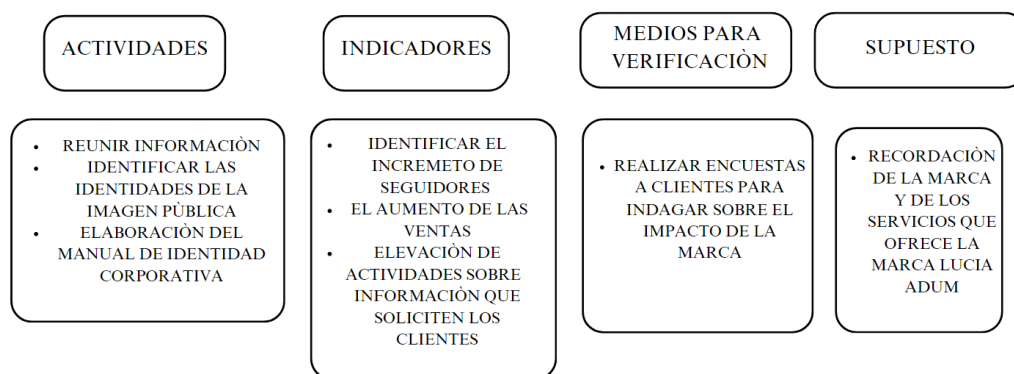 ACTIVIDADES
REUNIR INFORMACIÒN
IDENTIFICAR LAS
IDENTIDADES DE LA
IMAGEN PÙBLICA
ELABORACIÒN DEL
MANUAL DE IDENTIDAD
CORPORATIVA
INDICADORES
IDENTIFICAR EL
INCREMETO DE
SEGUIDORES
EL AUMENTO DE LAS
VENTAS
ELEVACIÒN DE
ACTIVIDADES SOBRE
INFORMACIÒN QUE
SOLICITEN LOS
CLIENTES
MEDIOS PARA
VERIFICACIÒN
REALIZAR ENCUESTAS
A CLIENTES PARA
INDAGAR SOBRE EL
IMPACTO DE LA
MARCA
SUPUESTO
RECORDACIÒN
DE LA MARCA
Y DE LOS
SERVICIOS QUE
OFRECE LA
MARCA LUCIA
ADUM